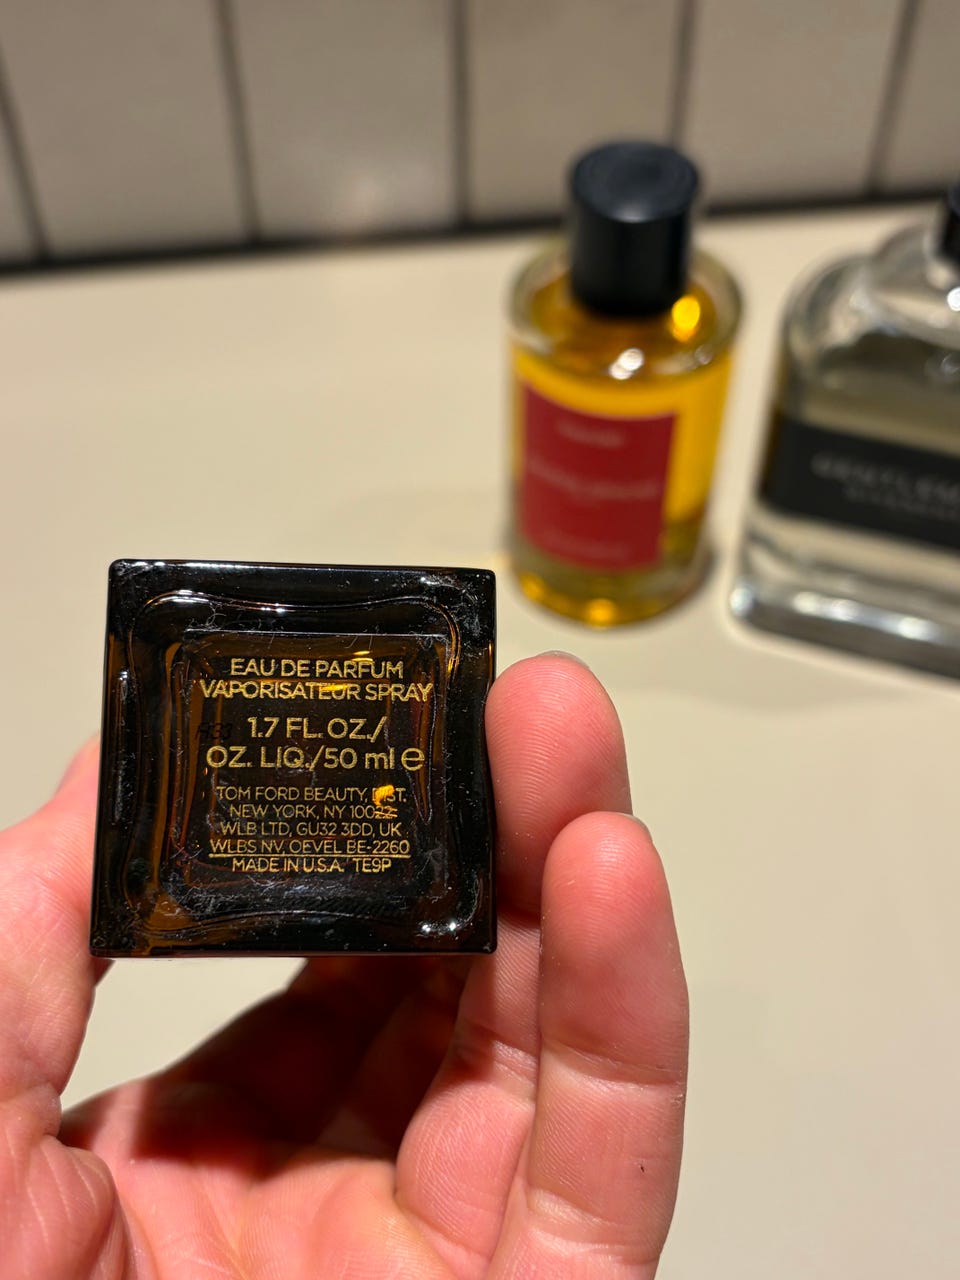 EAU DE PARFUM
VAPORISATEUR SPRAY
1.7 FL. OZ./
OZ. LIQ./50 ml e
TOM FORD BEAUTY, DIST.
NEW YORK, NY 10022
WLB LTD, GU32 3DD, UK
WLBS NV, OEVEL BE-2260
MADE IN U.S.A. TE9P